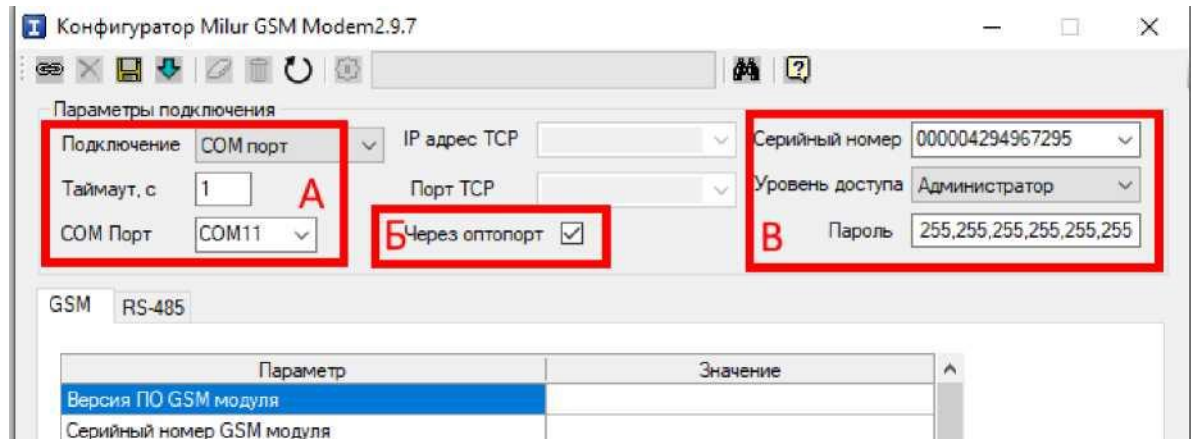 Конфигуратор Milur GSM Modem2.9.7
Параметры подключения
Подключение COM порт IP адрес TCP Серийный номер 000004294967295
Таймаут, с 1 А Порт TCP Уровень доступа Администратор
COM Порт COM11 Б Через оптопорт В Пароль 255,255,255,255,255,255
GSM RS-485
Параметр Значение
Версия ПО GSM модуля
Серийный номер GSM модуля